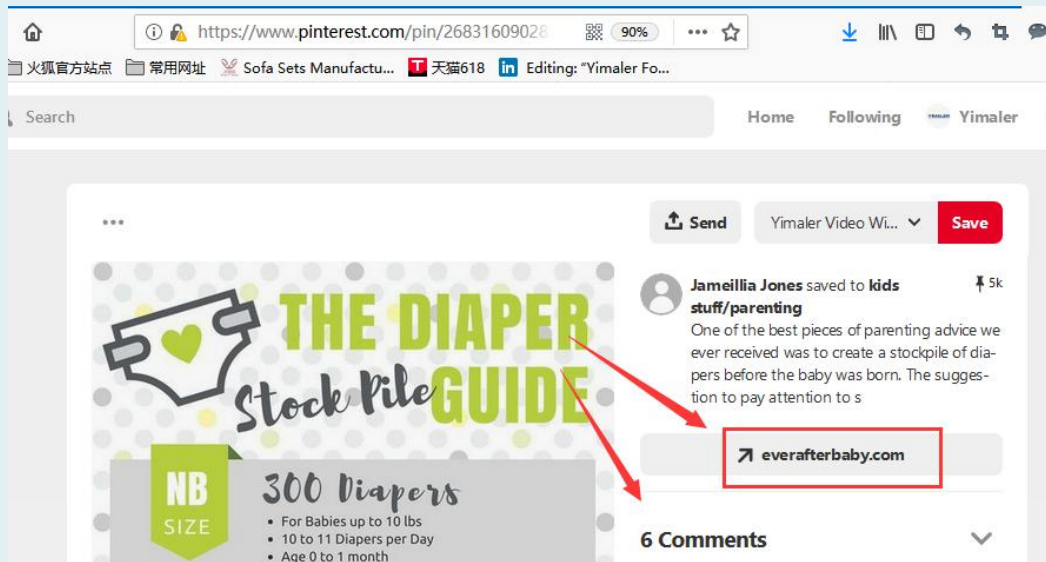 https://www.pinterest.com/pin/26831609028
90%
火狐官方站点 常用网址 Sofa Sets Manufactu... 天猫618 in Editing: “Yimaler Fo...
Search
Home Following Yimaler
Send
Yimaler Video Wi...
Save
Jameillia Jones saved to kids stuff/parenting
5k
One of the best pieces of parenting advice we
ever received was to create a stockpile of dia-
pers before the baby was born. The sugges-
tion to pay attention to s
everafterbaby.com
6 Comments
THE DIAPER
Stock Pile GUIDE
NB
SIZE
300 Diapers
• For Babies up to 10 lbs
• 10 to 11 Diapers per Day
• Age 0 to 1 month